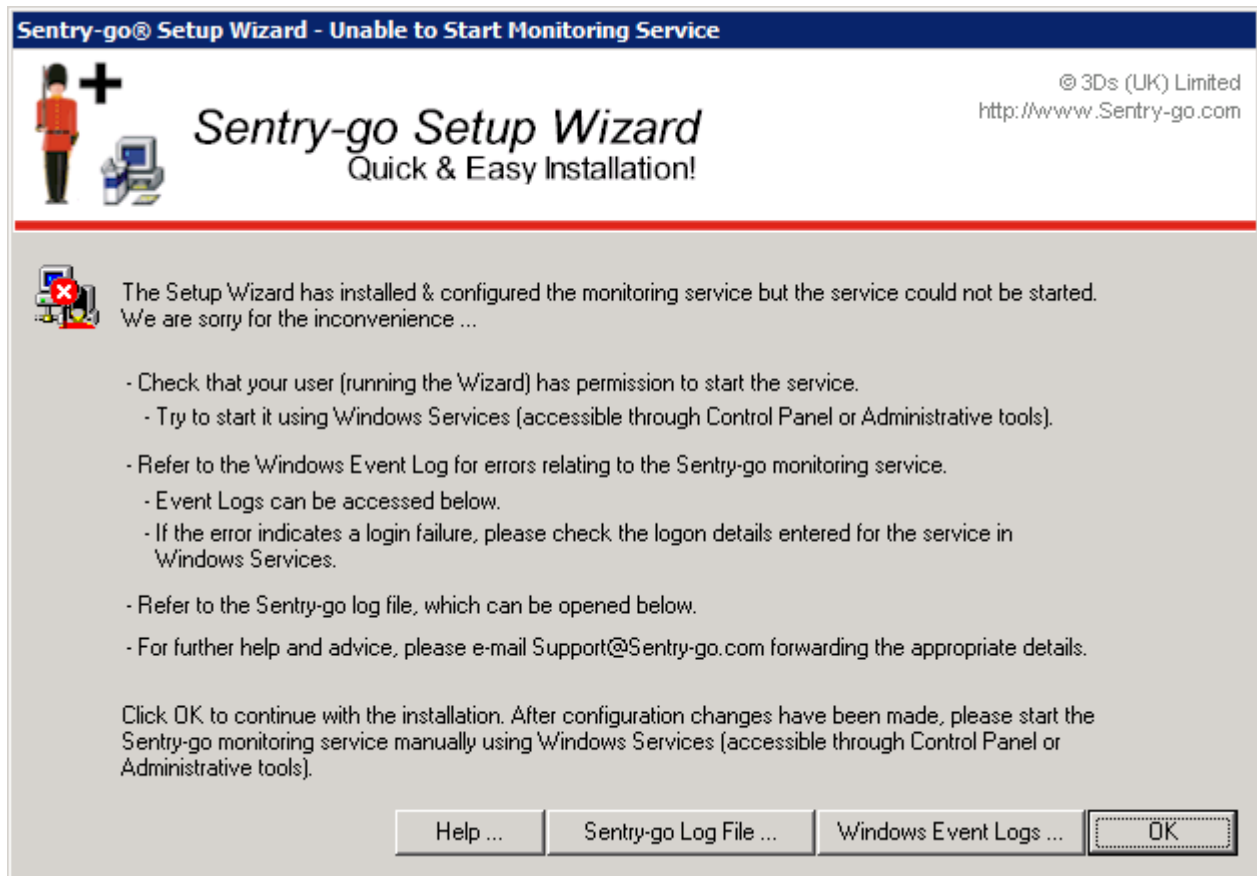 Sentry-go® Setup Wizard - Unable to Start Monitoring Service
© 3Ds (UK) Limited
http://www.Sentry-go.com
Sentry-go Setup Wizard
Quick & Easy Installation!
The Setup Wizard has installed & configured the monitoring service but the service could not be started.
We are sorry for the inconvenience ...
- Check that your user (running the Wizard) has permission to start the service.
- Try to start it using Windows Services (accessible through Control Panel or Administrative tools).
- Refer to the Windows Event Log for errors relating to the Sentry-go monitoring service.
- Event Logs can be accessed below.
- If the error indicates a login failure, please check the logon details entered for the service in
Windows Services.
- Refer to the Sentry-go log file, which can be opened below.
- For further help and advice, please e-mail Support@Sentry-go.com forwarding the appropriate details.
Click OK to continue with the installation. After configuration changes have been made, please start the
Sentry-go monitoring service manually using Windows Services (accessible through Control Panel or
Administrative tools).
Help ...
Sentry-go Log File ...
Windows Event Logs ...
OK